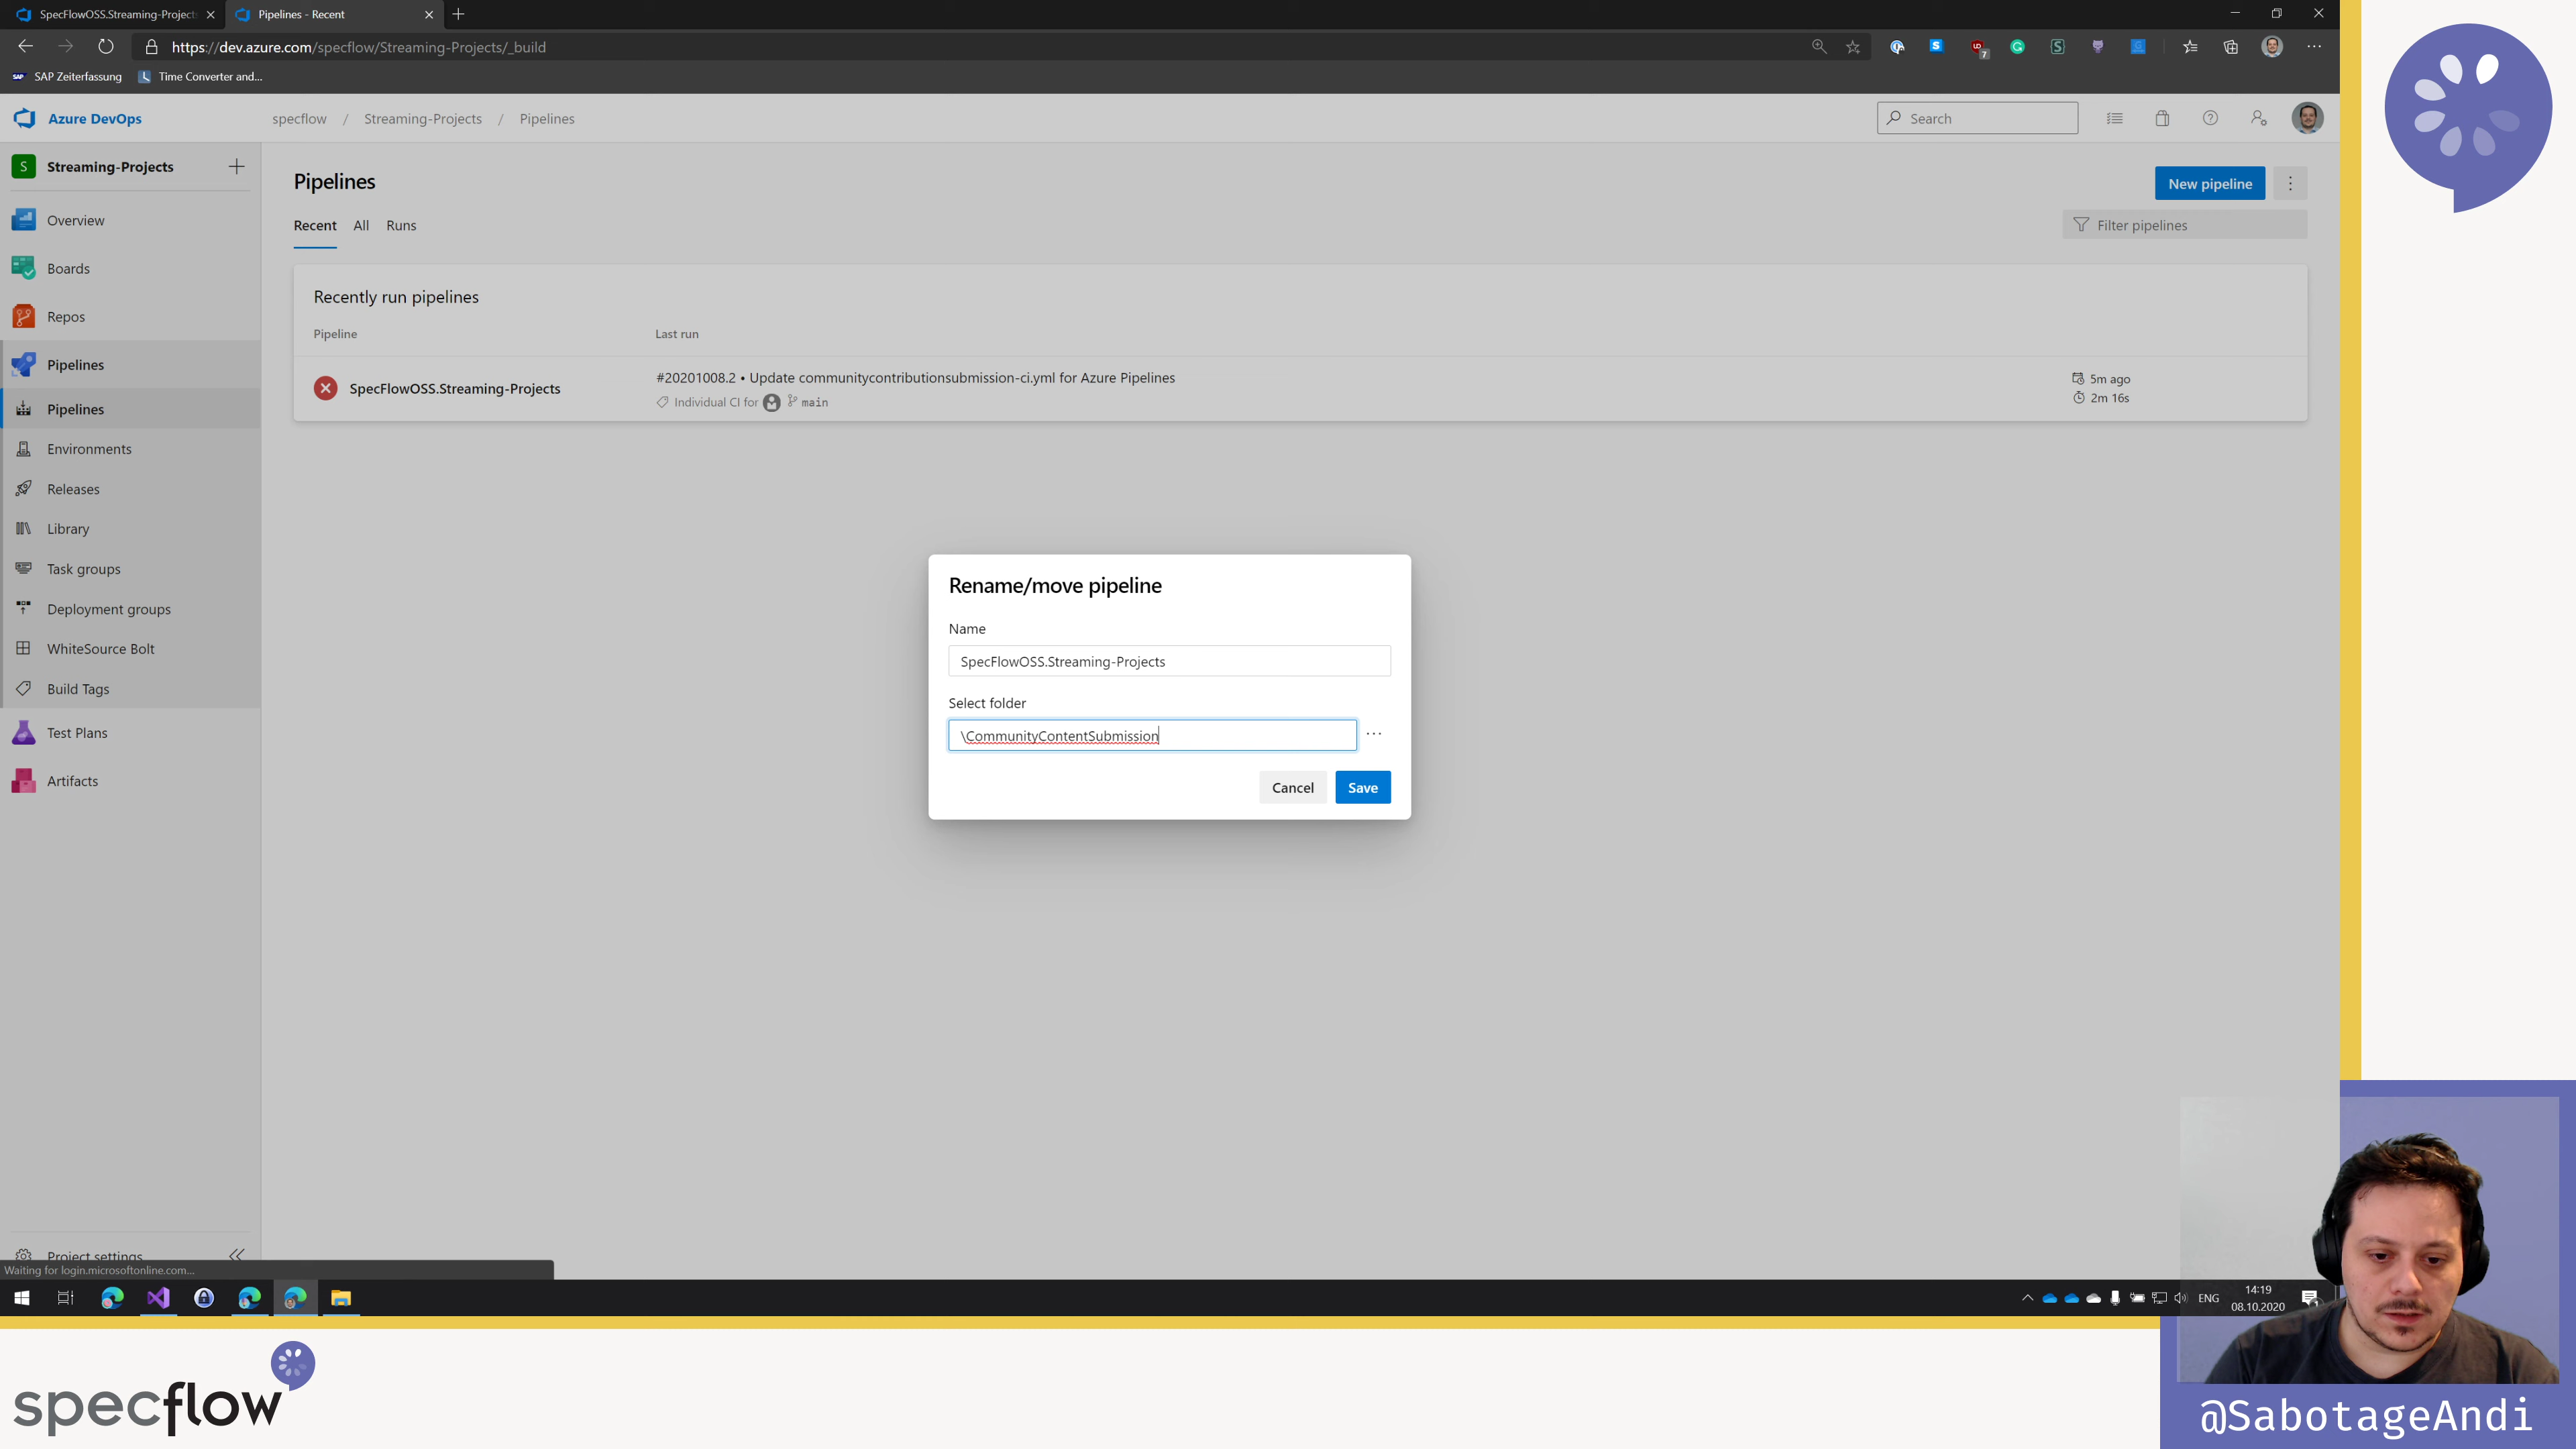 SpecFlowOSS.Streaming-Projects
Pipelines - Recent
https://dev.azure.com/specflow/Streaming-Projects/_build
7
SAP Zeiterfassung
Time Converter and...
Azure DevOps
specflow / Streaming-Projects / Pipelines
Search
S
Streaming-Projects
Overview
Boards
Repos
Pipelines
Pipelines
Environments
Releases
Library
Task groups
Deployment groups
WhiteSource Bolt
Build Tags
Test Plans
Artifacts
Project settings
Pipelines
New pipeline
Recent All Runs
Filter pipelines
Recently run pipelines
Pipeline Last run
SpecFlowOSS.Streaming-Projects
#20201008.2 • Update communitycontributionsubmission-ci.yml for Azure Pipelines
Individual CI for main
5m ago
2m 16s
Rename/move pipeline
Name
SpecFlowOSS.Streaming-Projects
Select folder
\CommunityContentSubmission
Cancel
Save
Waiting for login.microsoftonline.com...
ENG
14:19
08.10.2020
specflow
@SabotageAndi